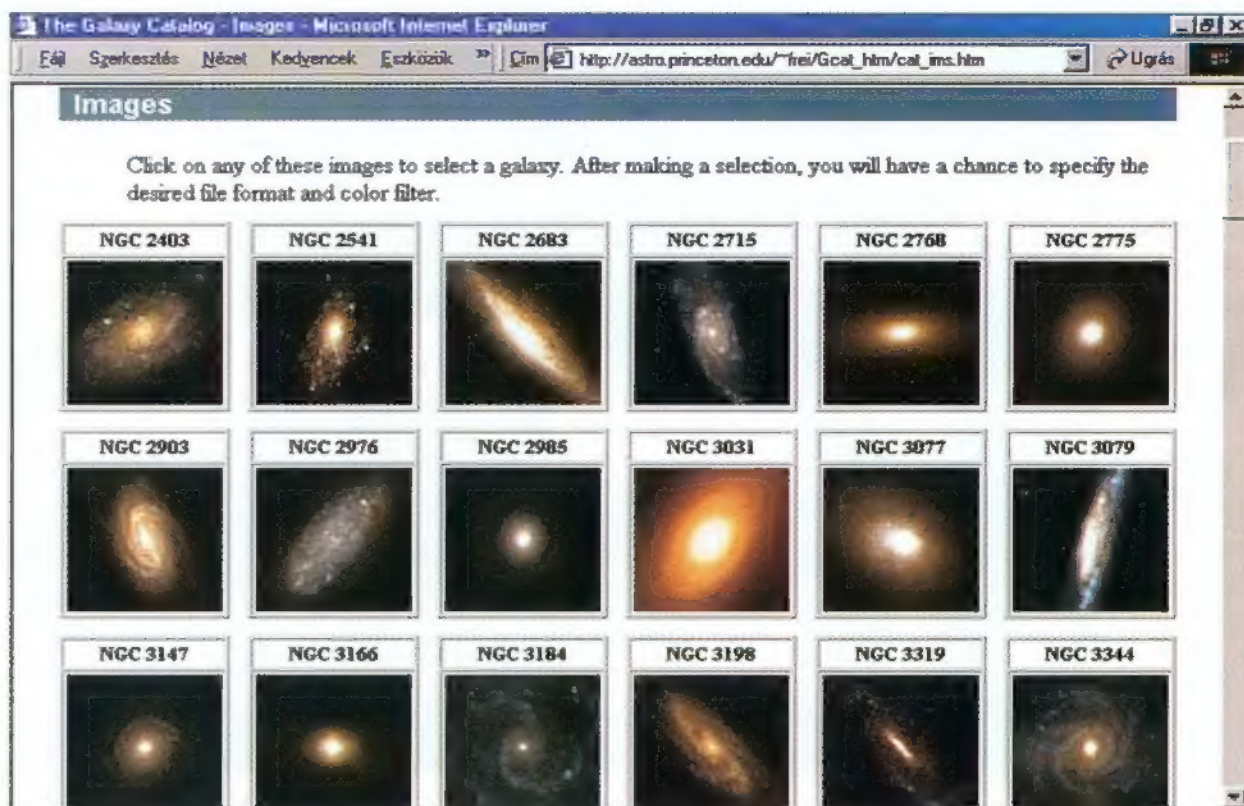 The Galaxy Catalog - Images - Microsoft Internet Explorer
Fájl Szerkesztés Nézet Kedvencek Eszközök » Cím http://astro.princeton.edu/~frei/Gcat_htm/cat_ims.htm Ugrás
Images
Click on any of these images to select a galaxy. After making a selection, you will have a chance to specify the
desired file format and color filter.
NGC 2403 NGC 2541 NGC 2683 NGC 2715 NGC 2768 NGC 2775
NGC 2903 NGC 2976 NGC 2985 NGC 3031 NGC 3077 NGC 3079
NGC 3147 NGC 3166 NGC 3184 NGC 3198 NGC 3319 NGC 3344